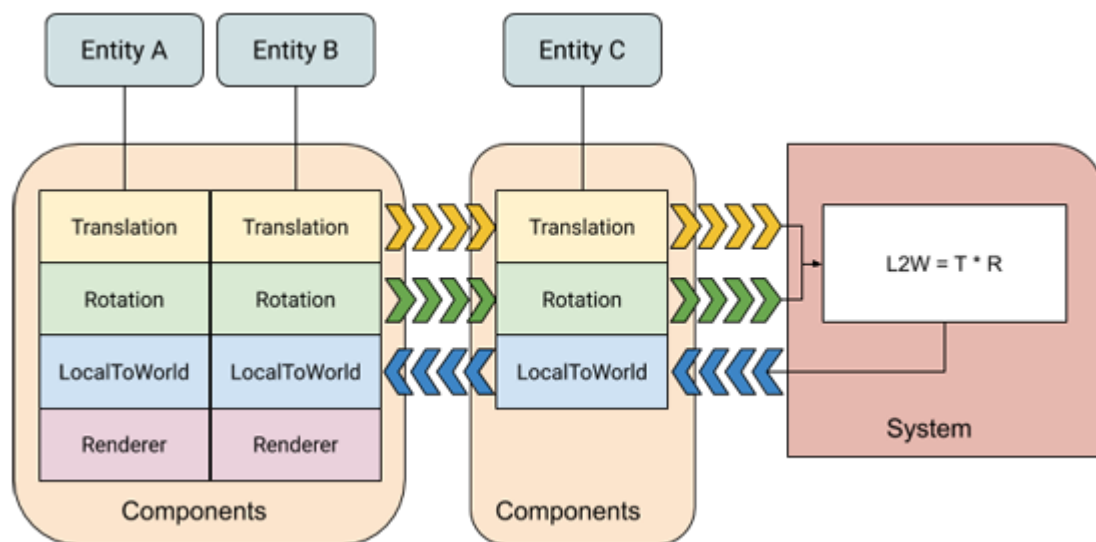 Entity A
Entity B
Entity C
Translation
Translation
Translation
L2W = T * R
Rotation
Rotation
Rotation
LocalToWorld
LocalToWorld
LocalToWorld
System
Renderer
Renderer
Components
Components